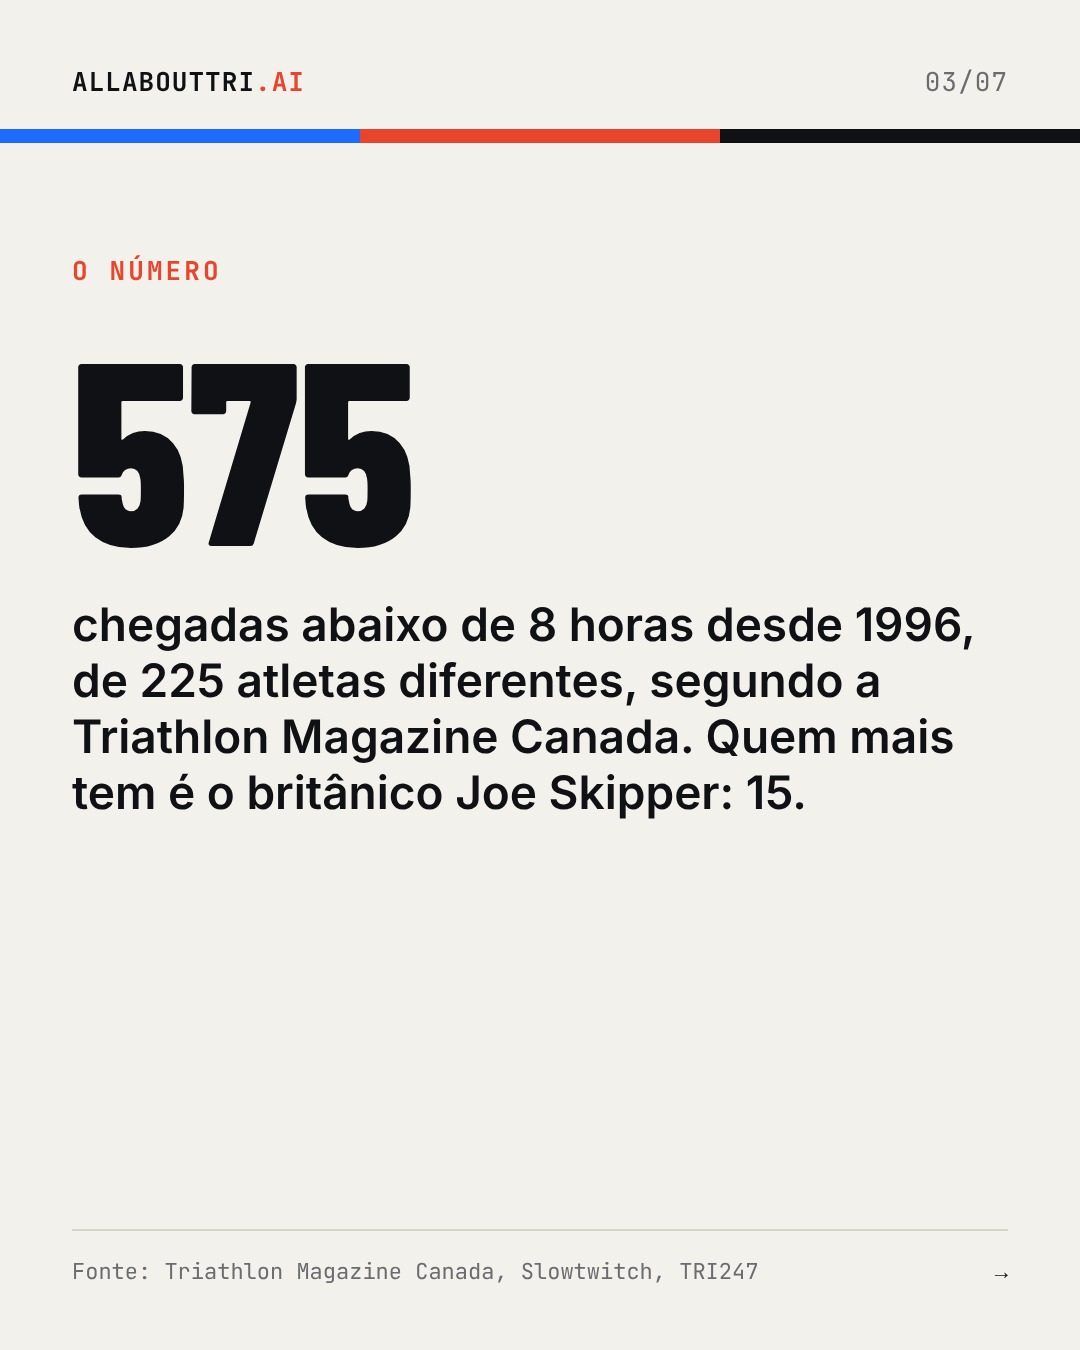 ALLABOUTTRI.AI
03/07
O NÚMERO
575
chegadas abaixo de 8 horas desde 1996,
de 225 atletas diferentes, segundo a
Triathlon Magazine Canada. Quem mais
tem é o britânico Joe Skipper: 15.
Fonte: Triathlon Magazine Canada, Slowtwitch, TRI247 →